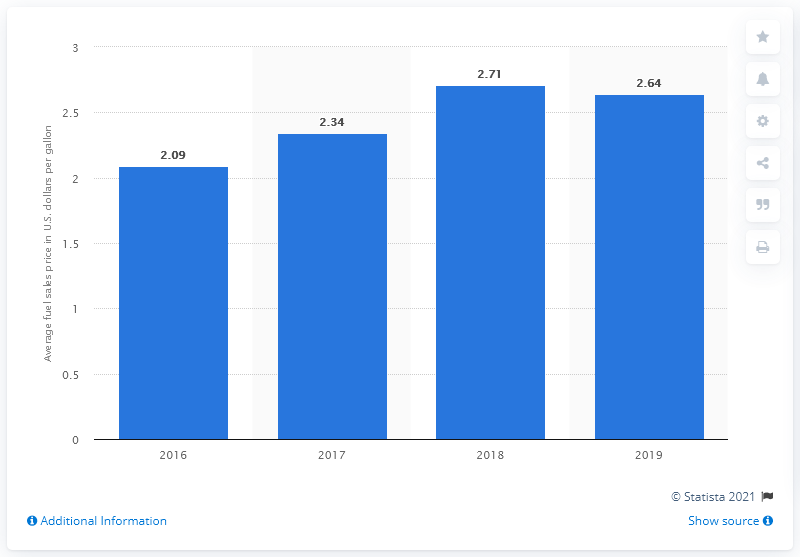 3
2.71
2.64
2.5
2.34
2.09
2
1.5
1
0.5
0
Average fuel sales price in U.S. dollars per gallon
2016 2017 2018 2019
© Statista 2021
Additional Information Show source